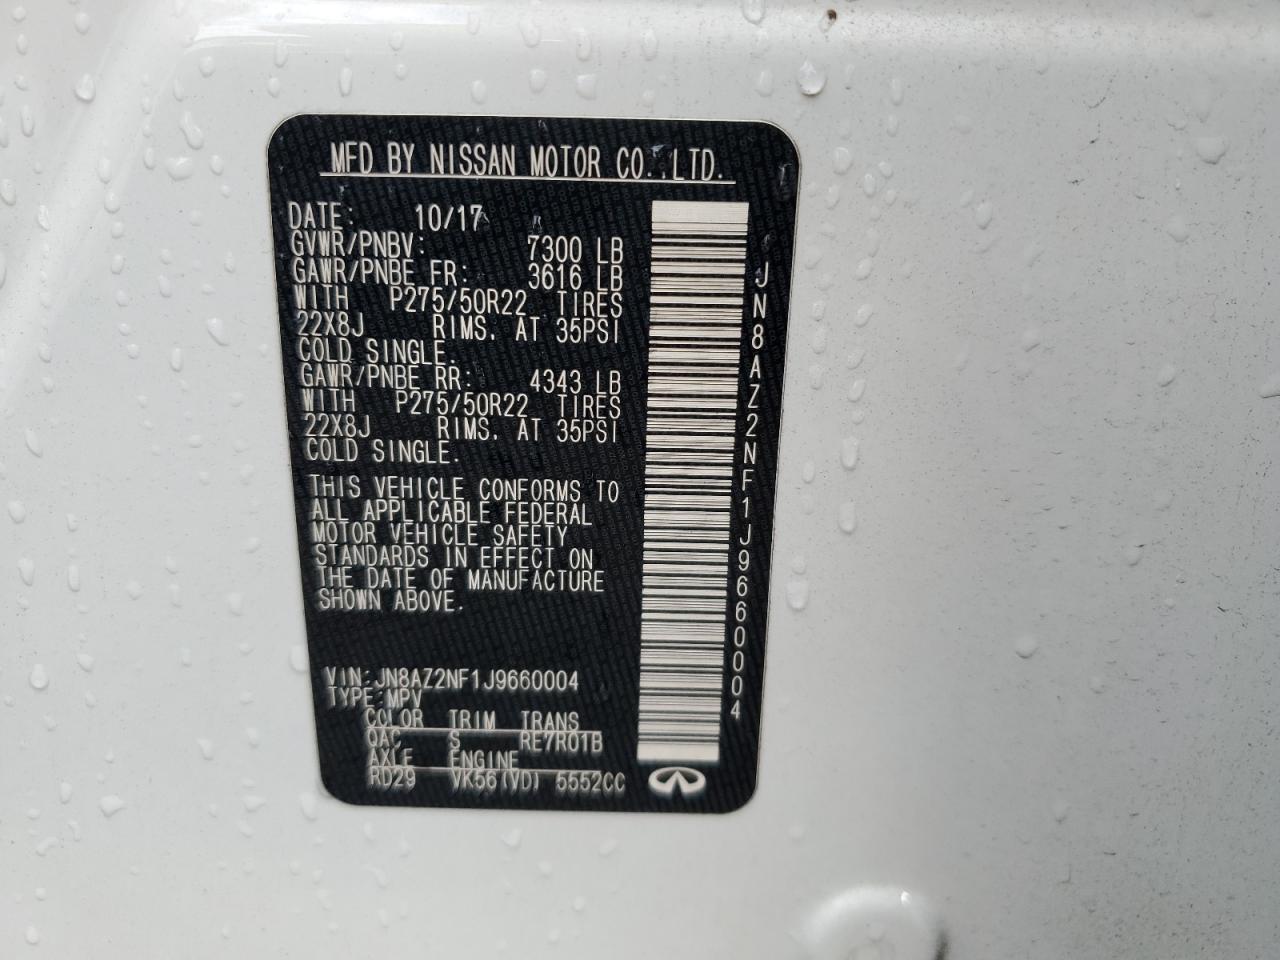 MFD BY NISSAN MOTOR CO.,LTD.
DATE: 10/17
GVWR/PNBV: 7300 LB
GAWR/PNBE FR: 3616 LB
WITH P275/50R22 TIRES
22X8J RIMS. AT 35PSI
COLD SINGLE.
GAWR/PNBE RR: 4343 LB
WITH P275/50R22 TIRES
22X8J RIMS. AT 35PSI
COLD SINGLE.
THIS VEHICLE CONFORMS TO
ALL APPLICABLE FEDERAL
MOTOR VEHICLE SAFETY
STANDARDS IN EFFECT ON
THE DATE OF MANUFACTURE
SHOWN ABOVE.
VIN:JN8AZ2NF1J9660004
TYPE:MPV
COLOR TRIM TRANS
QAC S RE7R01B
AXLE ENGINE
RD29 VK56(VD) 5552CC
JN8AZ2NF1J9660004